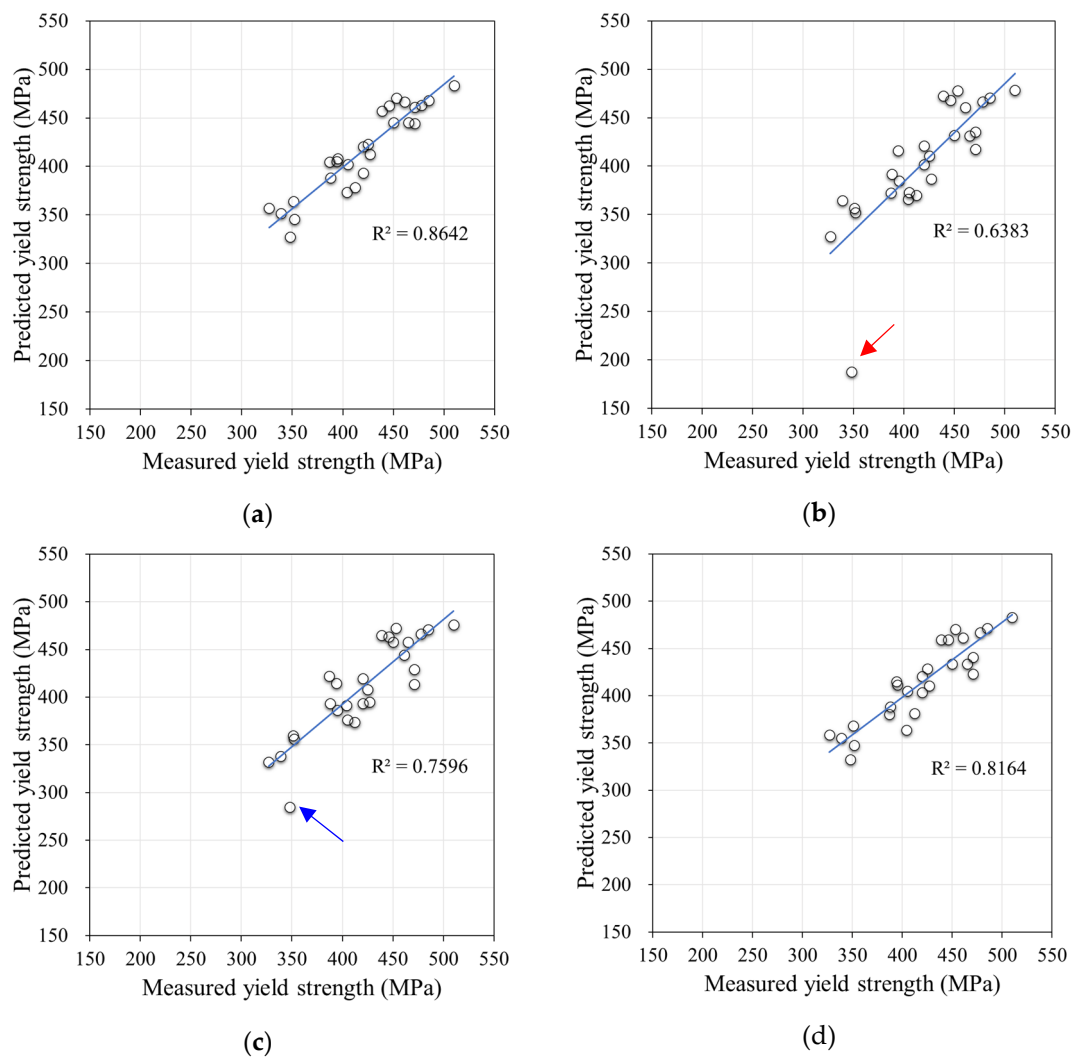 550
500
450
400
350
300
250
200
150
Predicted yield strength (MPa)
R² = 0.8642
150 200 250 300 350 400 450 500 550
Measured yield strength (MPa)
(a)
550
500
450
400
350
300
250
200
150
Predicted yield strength (MPa)
R² = 0.6383
150 200 250 300 350 400 450 500 550
Measured yield strength (MPa)
(b)
550
500
450
400
350
300
250
200
150
Predicted yield strength (MPa)
R² = 0.7596
150 200 250 300 350 400 450 500 550
Measured yield strength (MPa)
(c)
550
500
450
400
350
300
250
200
150
Predicted yield strength (MPa)
R² = 0.8164
150 200 250 300 350 400 450 500 550
Measured yield strength (MPa)
(d)